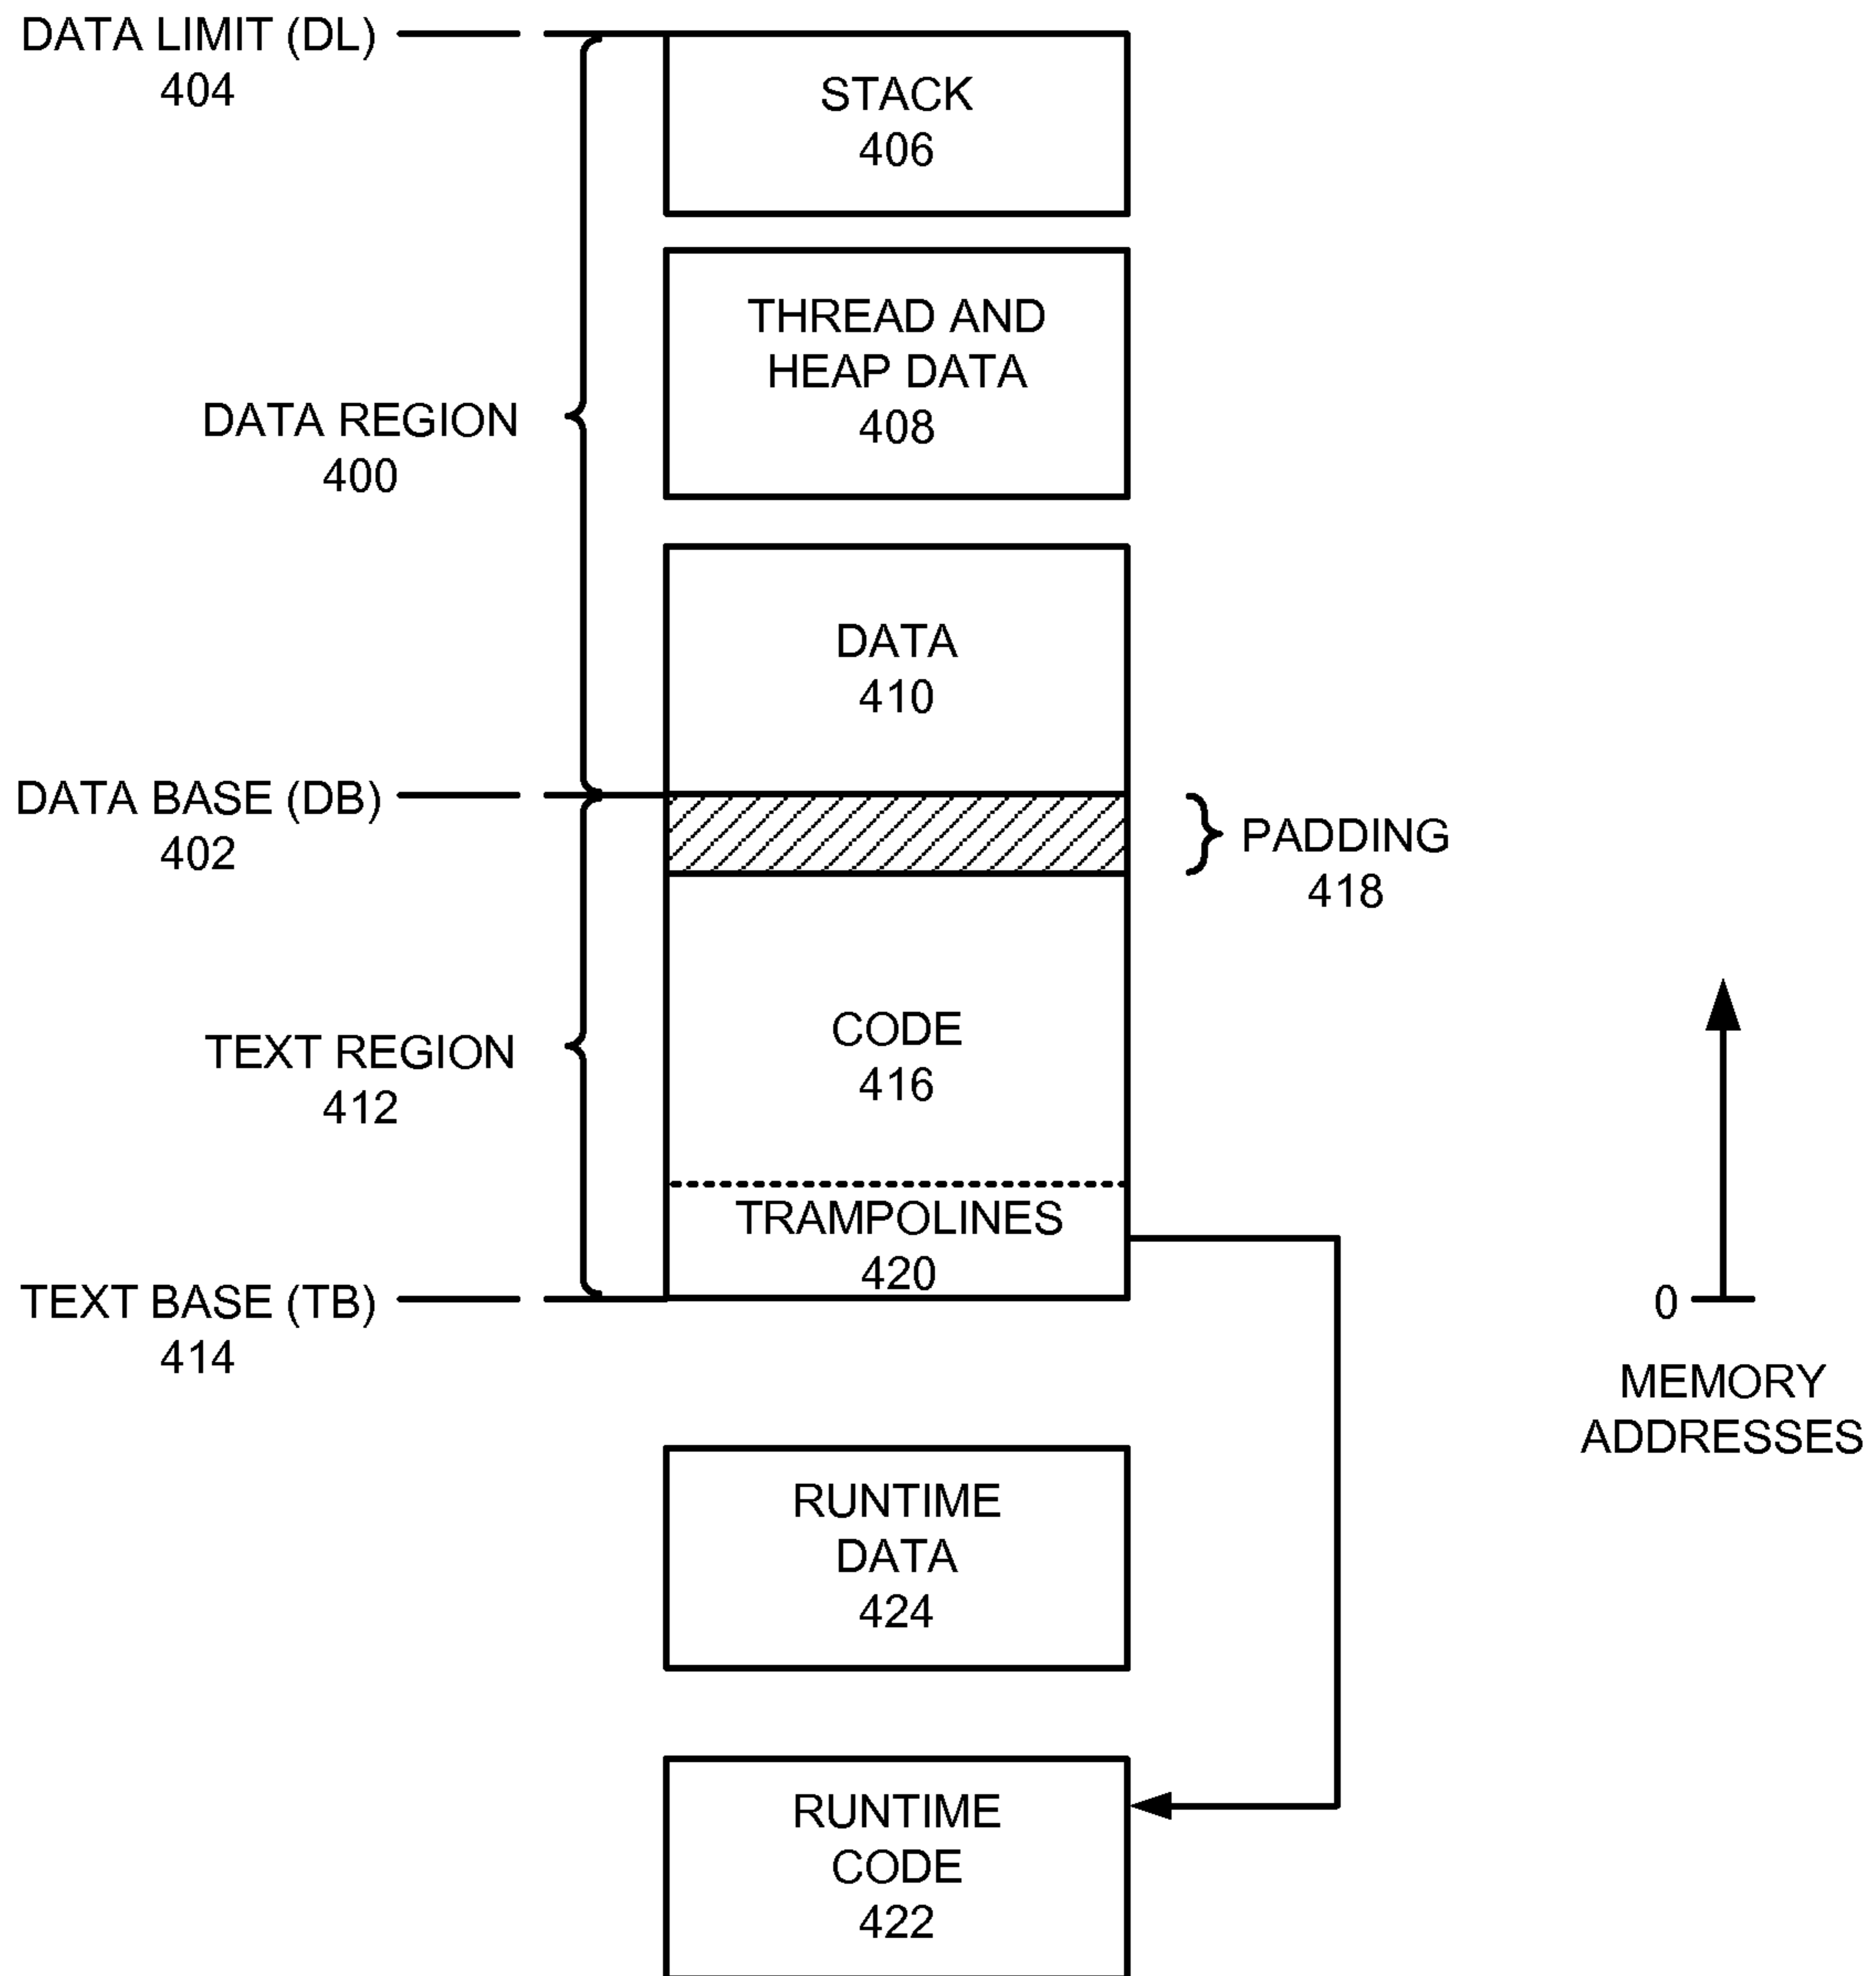 DATA LIMIT (DL)
404
STACK
406
THREAD AND
HEAP DATA
408
DATA REGION
400
DATA
410
DATA BASE (DB)
402
PADDING
418
CODE
416
TEXT REGION
412
TRAMPOLINES
420
TEXT BASE (TB)
414
0
MEMORY
ADDRESSES
RUNTIME
DATA
424
RUNTIME
CODE
422